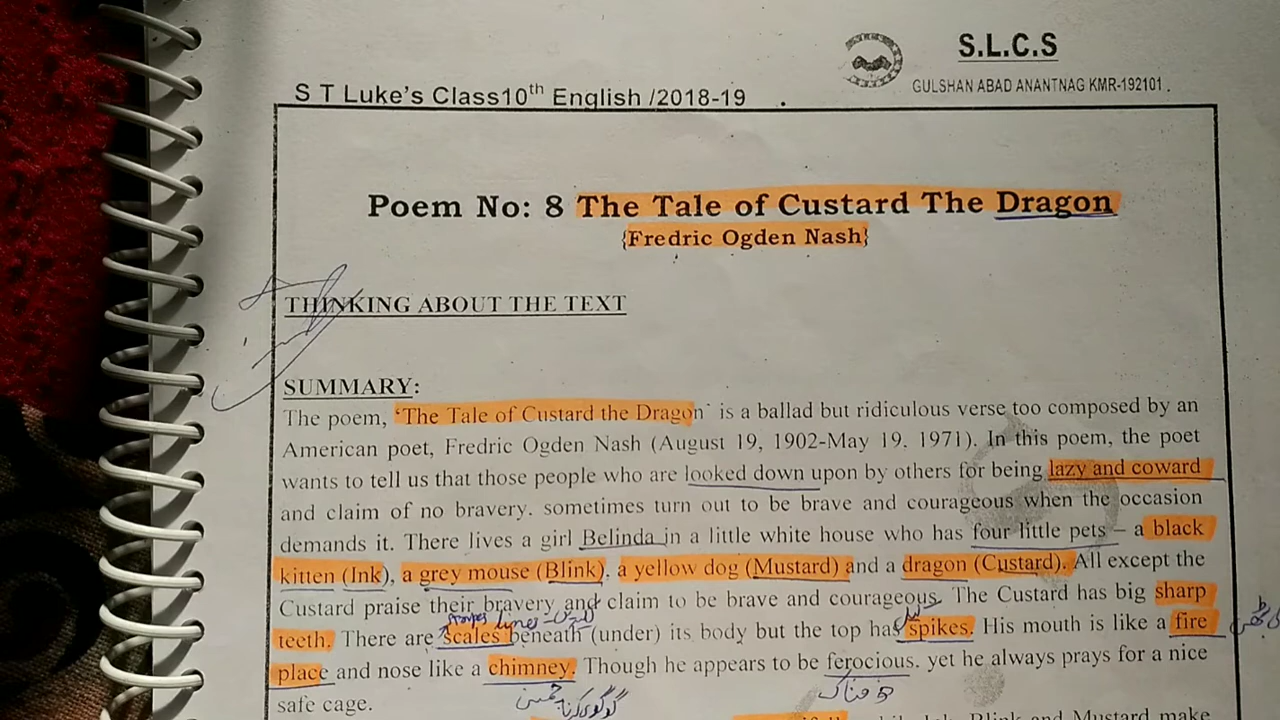 S.L.C.S
GULSHAN ABAD ANANTNAG KMR-192101 .
S T Luke's Class10th English /2018-19 .
Poem No: 8 The Tale of Custard The Dragon
{Fredric Ogden Nash}
THINKING ABOUT THE TEXT
SUMMARY:
The poem, 'The Tale of Custard the Dragon' is a ballad but ridiculous verse too composed by an
American poet, Fredric Ogden Nash (August 19, 1902-May 19. 1971). In this poem, the poet
wants to tell us that those people who are looked down upon by others for being lazy and coward
and claim of no bravery. sometimes turn out to be brave and courageous when the occasion
demands it. There lives a girl Belinda in a little white house who has four little pets – a black
kitten (Ink), a grey mouse (Blink), a yellow dog (Mustard) and a dragon (Custard). All except the
Custard praise their bravery and claim to be brave and courageous. The Custard has big sharp
teeth. There are scales beneath (under) its body but the top has spikes. His mouth is like a fire
place and nose like a chimney. Though he appears to be ferocious. yet he always prays for a nice
safe cage.
خوفناک
Ink, Blink and Mustard make